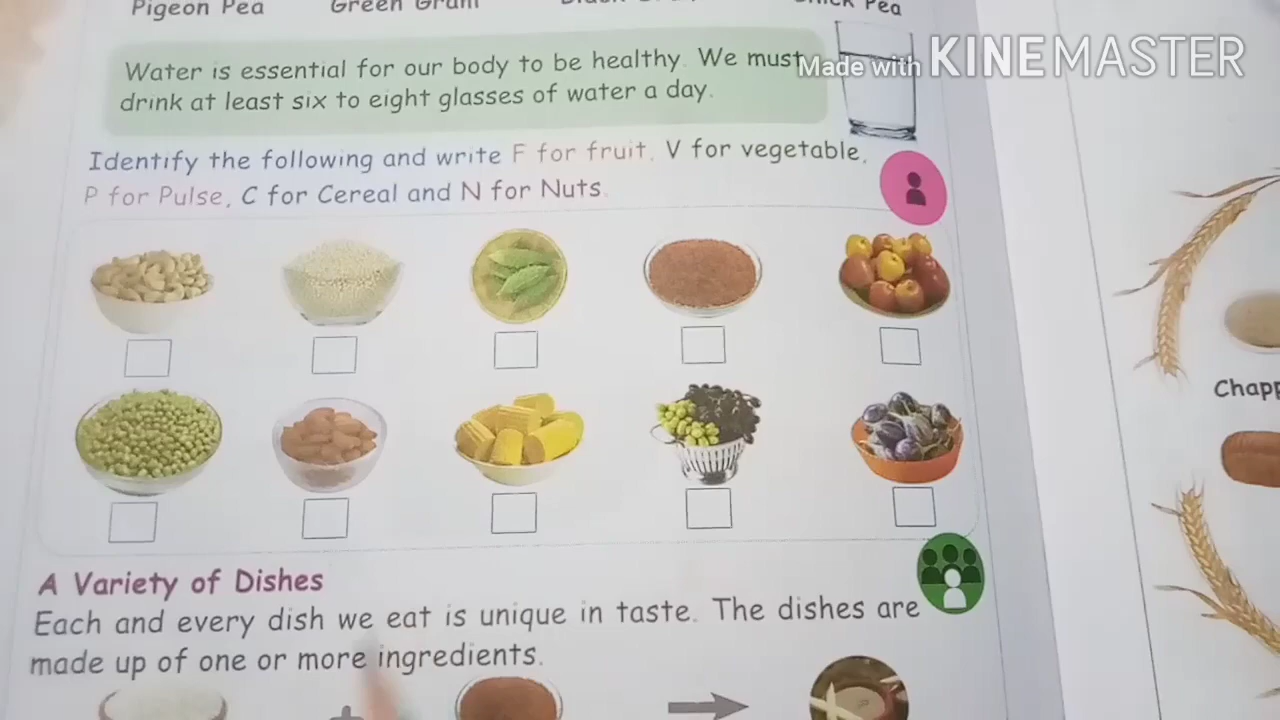 Pigeon Pea Green Gram Pea
Made with KINEMASTER
Water is essential for our body to be healthy. We must
drink at least six to eight glasses of water a day.
Identify the following and write F for fruit, V for vegetable,
P for Pulse, C for Cereal and N for Nuts.
A Variety of Dishes
Each and every dish we eat is unique in taste. The dishes are
made up of one or more ingredients.